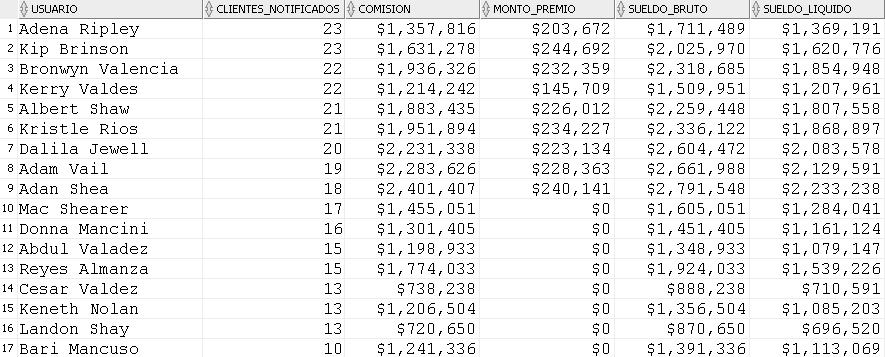 USUARIO CLIENTES_NOTIFICADOS COMISION MONTO_PREMIO SUELDO_BRUTO SUELDO_LIQUIDO
1 Adena Ripley 23 $1,357,816 $203,672 $1,711,489 $1,369,191
2 Kip Brinson 23 $1,631,278 $244,692 $2,025,970 $1,620,776
3 Bronwyn Valencia 22 $1,936,326 $232,359 $2,318,685 $1,854,948
4 Kerry Valdes 22 $1,214,242 $145,709 $1,509,951 $1,207,961
5 Albert Shaw 21 $1,883,435 $226,012 $2,259,448 $1,807,558
6 Kristle Rios 21 $1,951,894 $234,227 $2,336,122 $1,868,897
7 Dalila Jewell 20 $2,231,338 $223,134 $2,604,472 $2,083,578
8 Adam Vail 19 $2,283,626 $228,363 $2,661,988 $2,129,591
9 Adan Shea 18 $2,401,407 $240,141 $2,791,548 $2,233,238
10 Mac Shearer 17 $1,455,051 $0 $1,605,051 $1,284,041
11 Donna Mancini 16 $1,301,405 $0 $1,451,405 $1,161,124
12 Abdul Valadez 15 $1,198,933 $0 $1,348,933 $1,079,147
13 Reyes Almanza 15 $1,774,033 $0 $1,924,033 $1,539,226
14 Cesar Valdez 13 $738,238 $0 $888,238 $710,591
15 Keneth Nolan 13 $1,206,504 $0 $1,356,504 $1,085,203
16 Landon Shay 13 $720,650 $0 $870,650 $696,520
17 Bari Mancuso 10 $1,241,336 $0 $1,391,336 $1,113,069